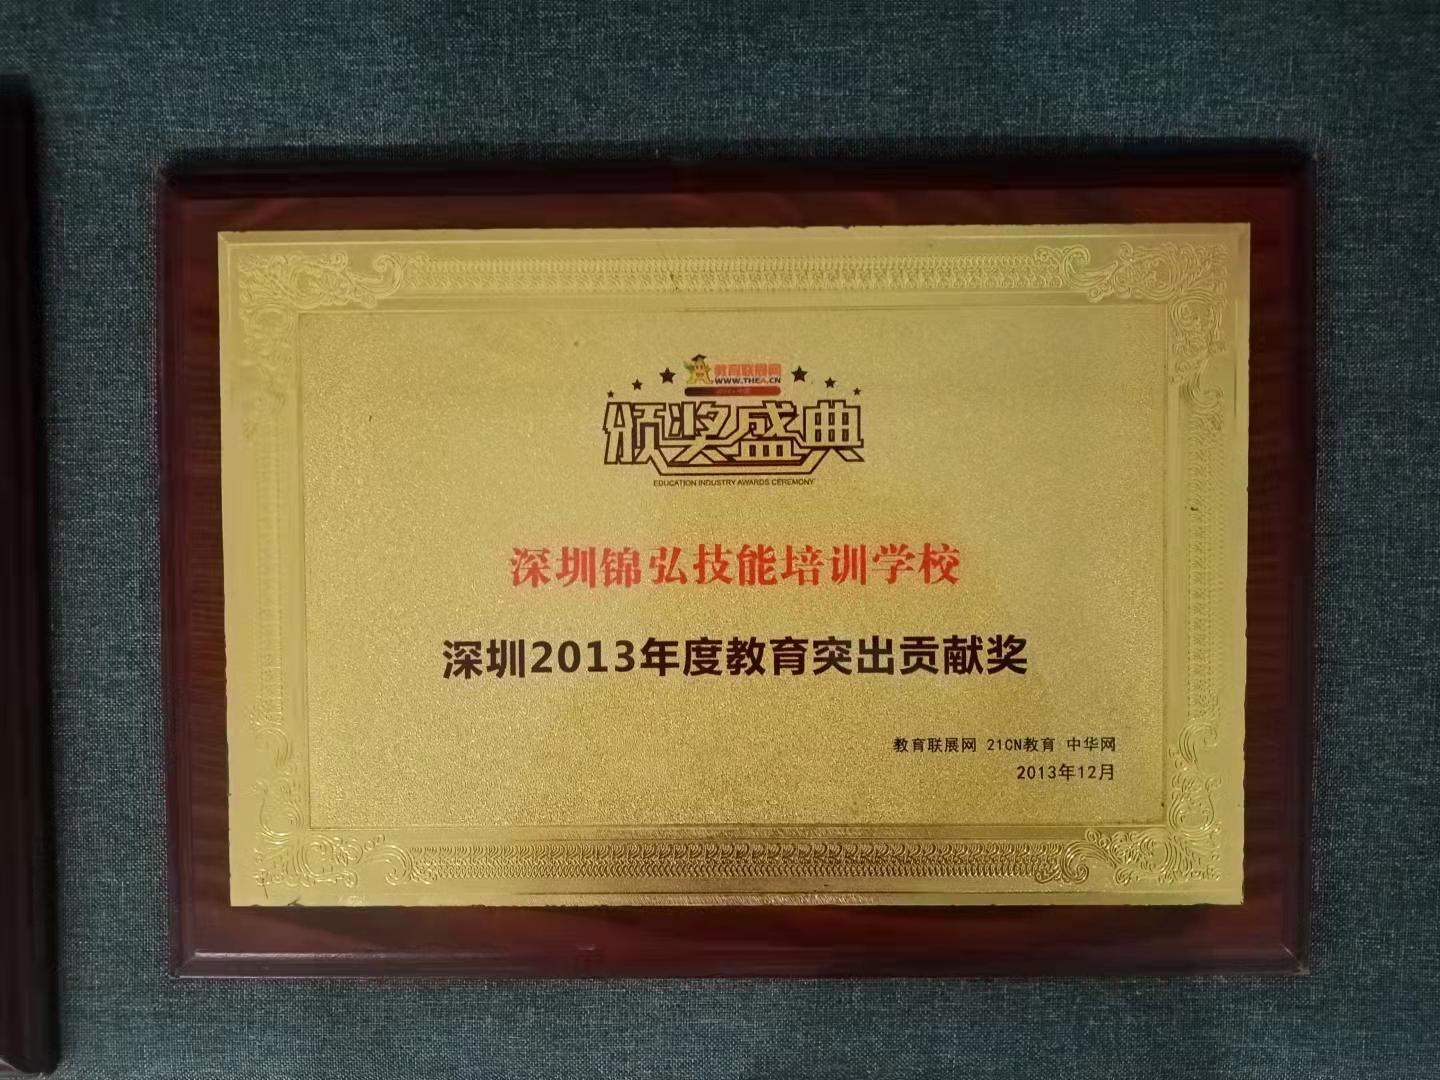 教育联展网
WWW.THEA.CN
颁奖盛典
EDUCATION INDUSTRY AWARDS CEREMONY
深圳锦弘技能培训学校
深圳2013年度教育突出贡献奖
教育联展网 21CN教育 中华网
2013年12月